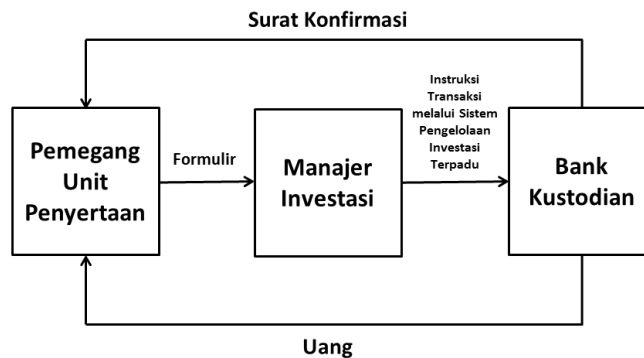 Surat Konfirmasi
Instruksi
Transaksi
melalui Sistem
Pengelolaan
Investasi
Terpadu
Pemegang
Unit
Penyertaan
Formulir
Manajer
Investasi
Bank
Kustodian
Uang